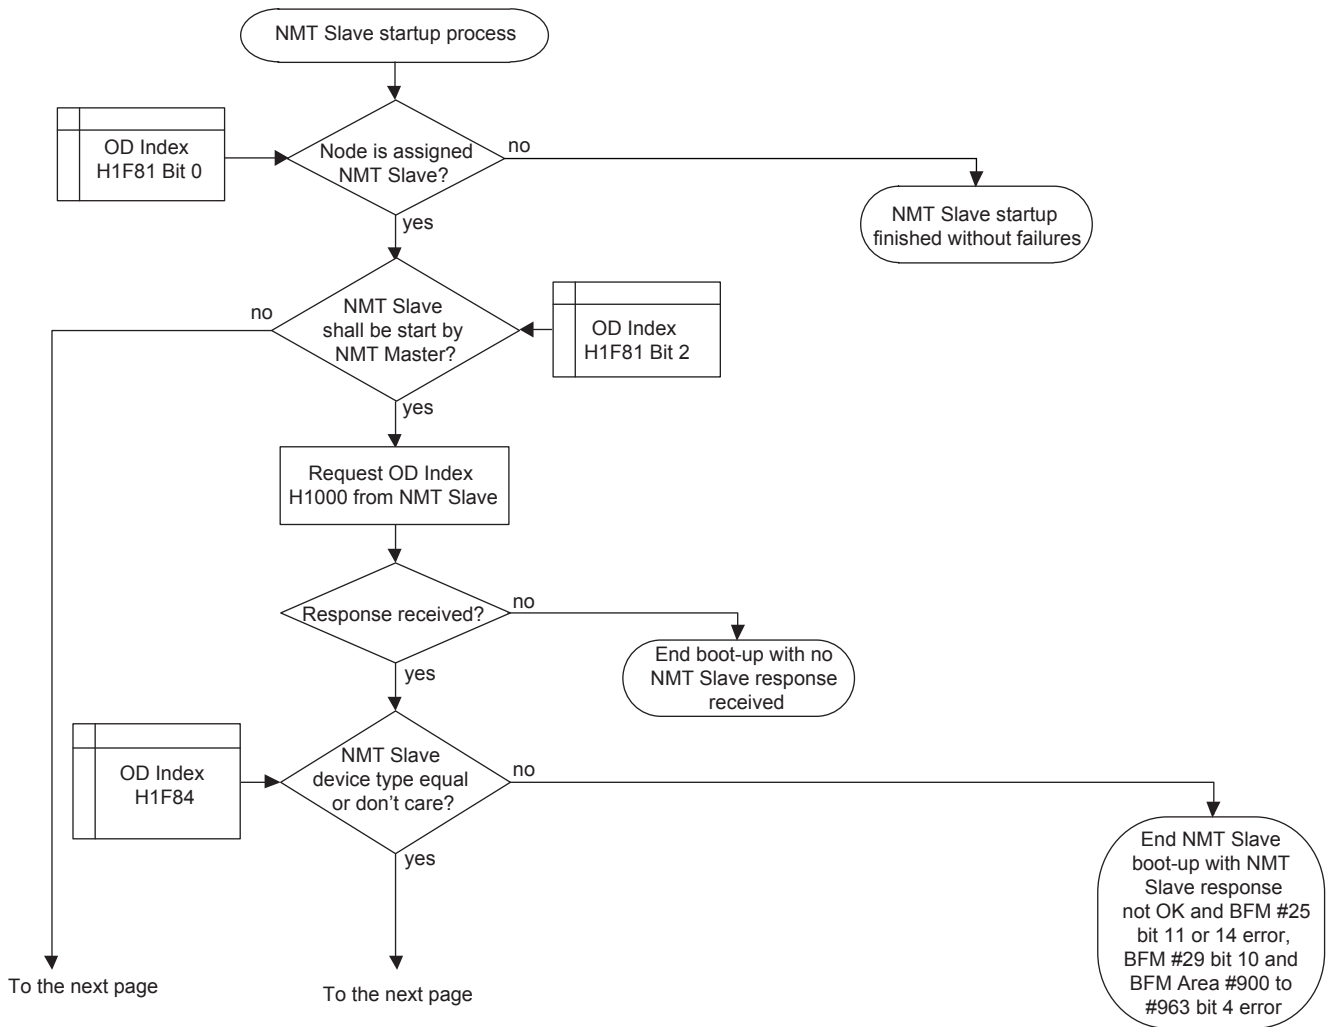 NMT Slave startup process
OD Index
H1F81 Bit 0
Node is assigned
NMT Slave?
no
NMT Slave startup
finished without failures
yes
no
NMT Slave
shall be start by
NMT Master?
OD Index
H1F81 Bit 2
yes
Request OD Index
H1000 from NMT Slave
Response received?
no
End boot-up with no
NMT Slave response
received
yes
OD Index
H1F84
NMT Slave
device type equal
or don't care?
no
End NMT Slave
boot-up with NMT
Slave response
not OK and BFM #25
bit 11 or 14 error,
BFM #29 bit 10 and
BFM Area #900 to
#963 bit 4 error
yes
To the next page
To the next page